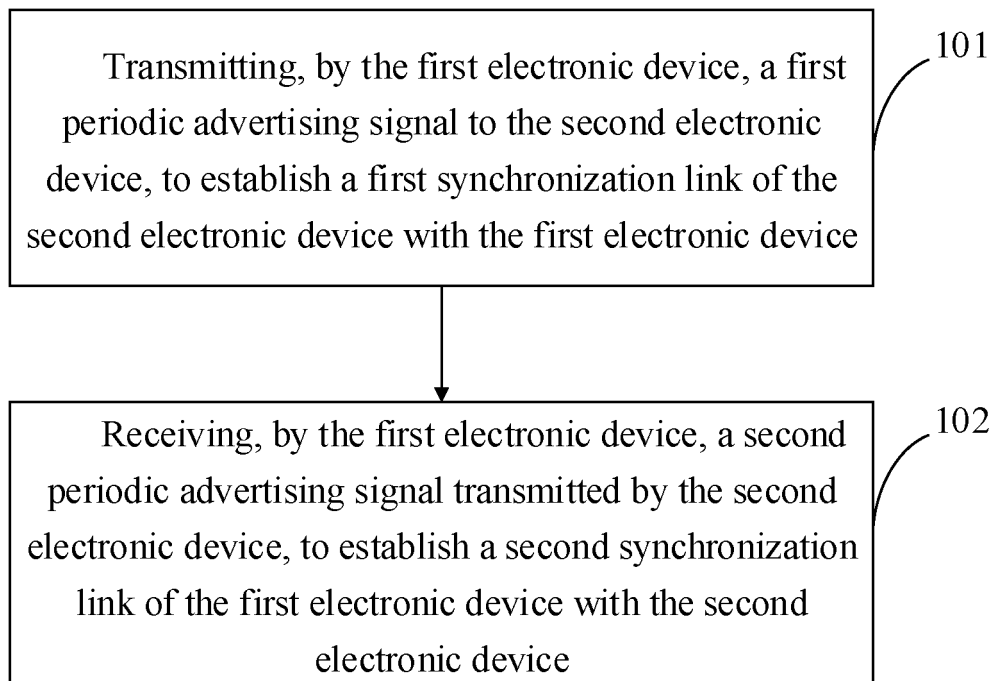 Transmitting, by the first electronic device, a first
periodic advertising signal to the second electronic
device, to establish a first synchronization link of the
second electronic device with the first electronic device
101
Receiving, by the first electronic device, a second
periodic advertising signal transmitted by the second
electronic device, to establish a second synchronization
link of the first electronic device with the second
electronic device
102